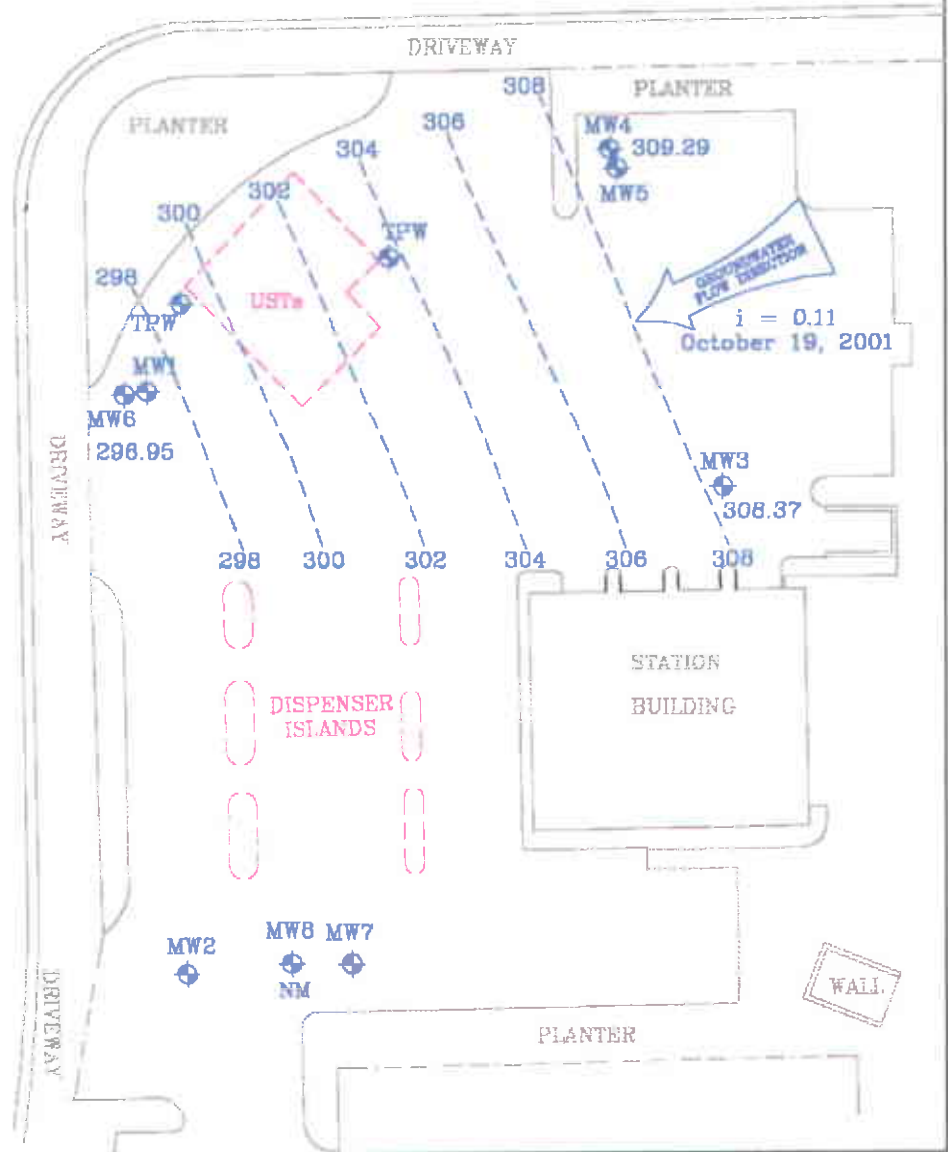 DRIVEWAY
308
PLANTER
PLANTER
306
304
MW4
309.29
MW5
302
300
TPW
GROUNDWATER
FLOW DIRECTION
298
USTs
TPW
i = 0.11
October 19, 2001
MW1
MW6
296.95
DRIVEWAY
MW3
308.37
298
300
302
304
306
308
STATION
BUILDING
DISPENSER
ISLANDS
MW2
MW8
MW7
NM
DRIVEWAY
WALL
PLANTER